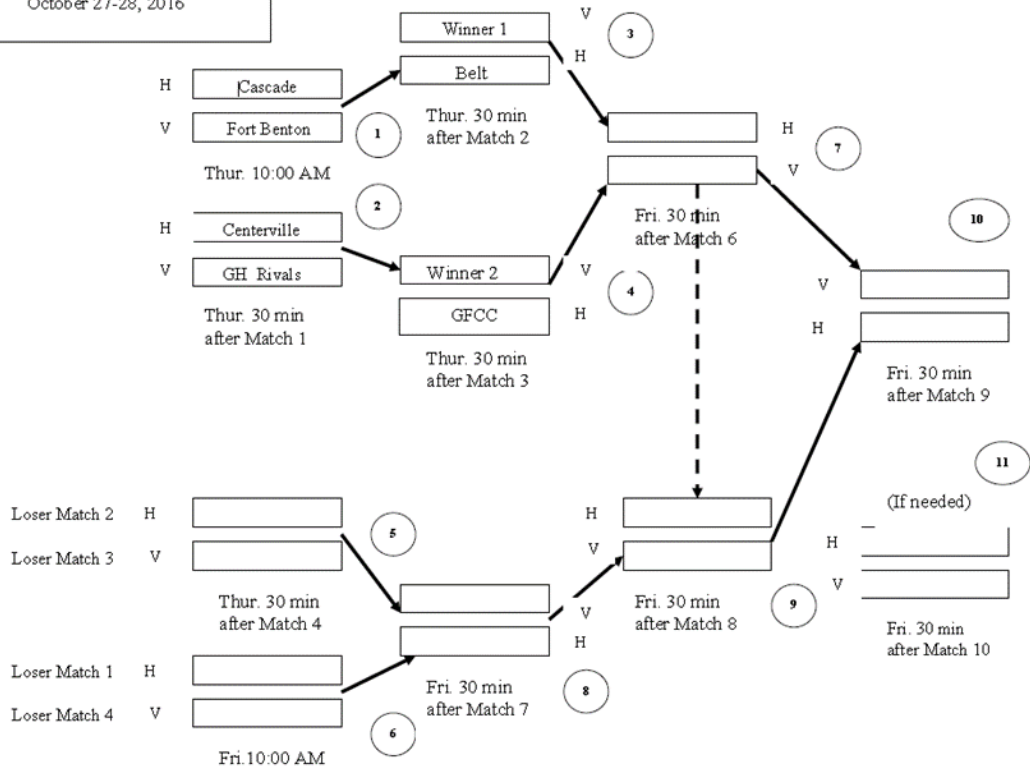 October 27-28, 2016
Winner 1
V
3
H
Belt
Thur. 30 min
after Match 2
H
Cascade
V
Fort Benton
1
Thur. 10:00 AM
H
7
V
Fri. 30 min
after Match 6
2
H
Centerville
V
GH Rivals
Thur. 30 min
after Match 1
Winner 2
V
4
GFCC
H
Thur. 30 min
after Match 3
10
V
H
Fri. 30 min
after Match 9
Loser Match 2 H
5
Loser Match 3 V
Thur. 30 min
after Match 4
Loser Match 1 H
Loser Match 4 V
6
Fri.10:00 AM
V
H
Fri. 30 min
after Match 7
8
H
V
Fri. 30 min
after Match 8
9
11
(If needed)
H
V
Fri. 30 min
after Match 10